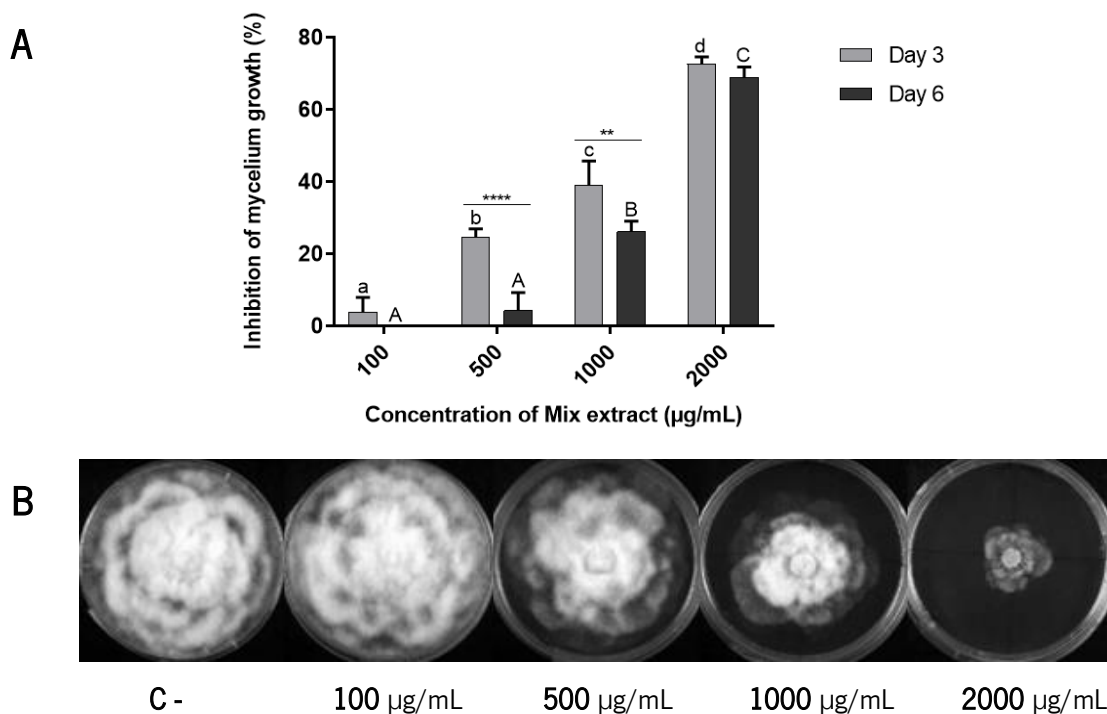 A
Inhibition of mycelium growth (%)
80
60
40
20
0
a
A
****
b
A
**
c
B
d
C
Day 3
Day 6
100
500
1000
2000
Concentration of Mix extract (µg/mL)
B
C -
100 µg/mL
500 µg/mL
1000 µg/mL
2000 µg/mL